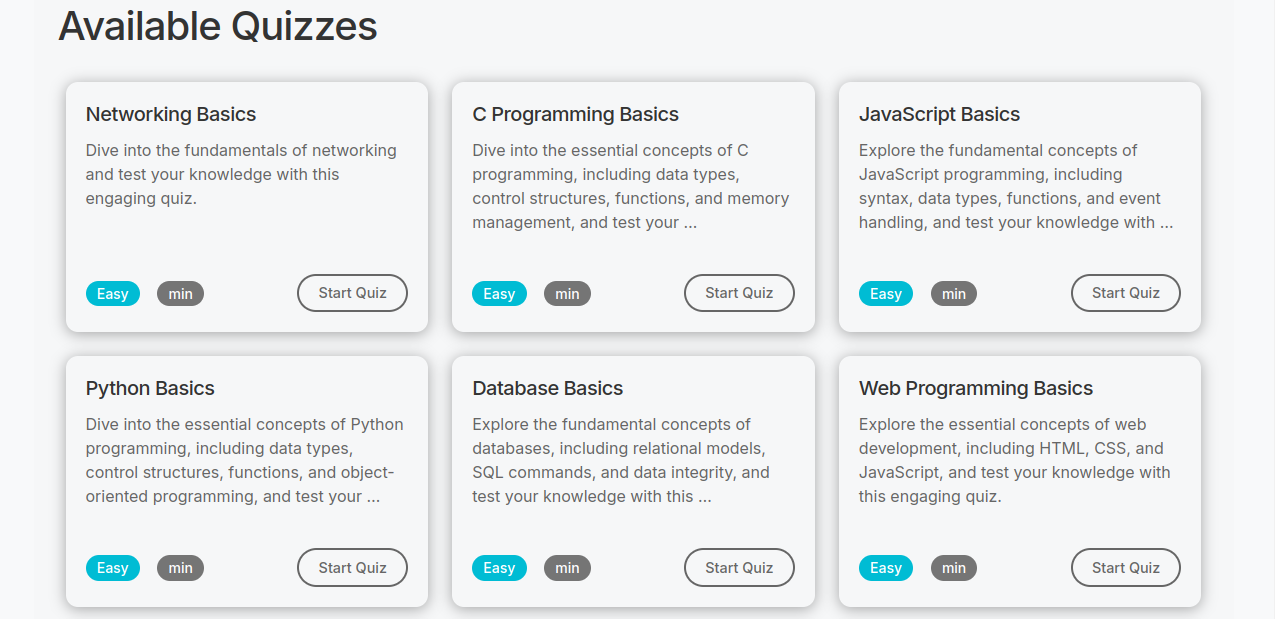 Available Quizzes
Networking Basics
Dive into the fundamentals of networking
and test your knowledge with this
engaging quiz.
Easy
min
Start Quiz
C Programming Basics
Dive into the essential concepts of C
programming, including data types,
control structures, functions, and memory
management, and test your ...
Easy
min
Start Quiz
JavaScript Basics
Explore the fundamental concepts of
JavaScript programming, including
syntax, data types, functions, and event
handling, and test your knowledge with ...
Easy
min
Start Quiz
Python Basics
Dive into the essential concepts of Python
programming, including data types,
control structures, functions, and object-
oriented programming, and test your ...
Easy
min
Start Quiz
Database Basics
Explore the fundamental concepts of
databases, including relational models,
SQL commands, and data integrity, and
test your knowledge with this ...
Easy
min
Start Quiz
Web Programming Basics
Explore the essential concepts of web
development, including HTML, CSS, and
JavaScript, and test your knowledge with
this engaging quiz.
Easy
min
Start Quiz